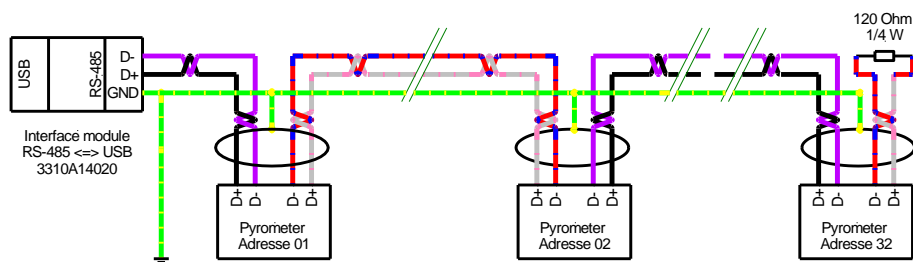 120 Ohm
1/4 W
USB
RS-485
D-
D+
GND
Interface module
RS-485 <=> USB
3310A14020
D+
D-
D-
D+
Pyrometer
Adresse 01
D+
D-
D-
D+
Pyrometer
Adresse 02
D+
D-
D-
D+
Pyrometer
Adresse 32